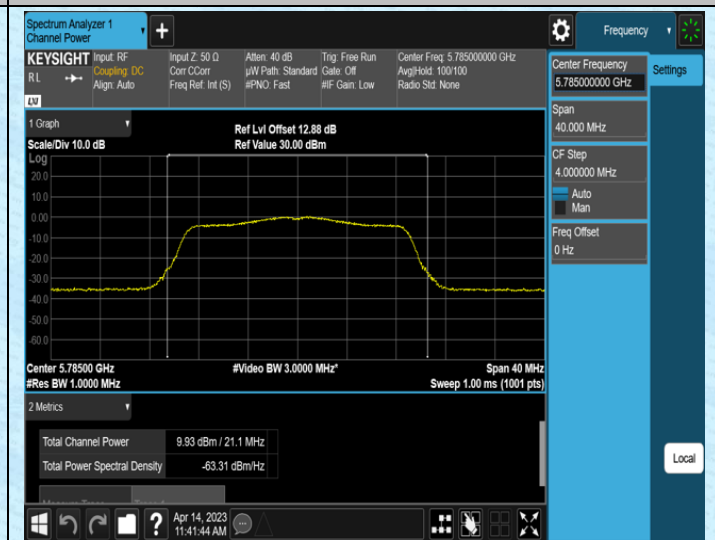 Spectrum Analyzer 1
Channel Power
+
Frequency
KEYSIGHT
R L
LXI
Input: RF
Coupling: DC
Align: Auto
Input Z: 50 Ω
Corr CCorr
Freq Ref: Int (S)
Atten: 40 dB
µW Path: Standard
#PNO: Fast
Trig: Free Run
Gate: Off
#IF Gain: Low
Center Freq: 5.785000000 GHz
Avg|Hold: 100/100
Radio Std: None
Center Frequency
5.785000000 GHz
Settings
Span
40.000 MHz
CF Step
4.000000 MHz
Auto
Man
Freq Offset
0 Hz
Local
1 Graph
Scale/Div 10.0 dB
Ref Lvl Offset 12.88 dB
Ref Value 30.00 dBm
Log
20.0
10.0
0.00
-10.0
-20.0
-30.0
-40.0
-50.0
-60.0
Center 5.78500 GHz
#Res BW 1.0000 MHz
#Video BW 3.0000 MHz*
Span 40 MHz
Sweep 1.00 ms (1001 pts)
2 Metrics
Total Channel Power 9.93 dBm / 21.1 MHz
Total Power Spectral Density -63.31 dBm/Hz
?
Apr 14, 2023
11:41:44 AM